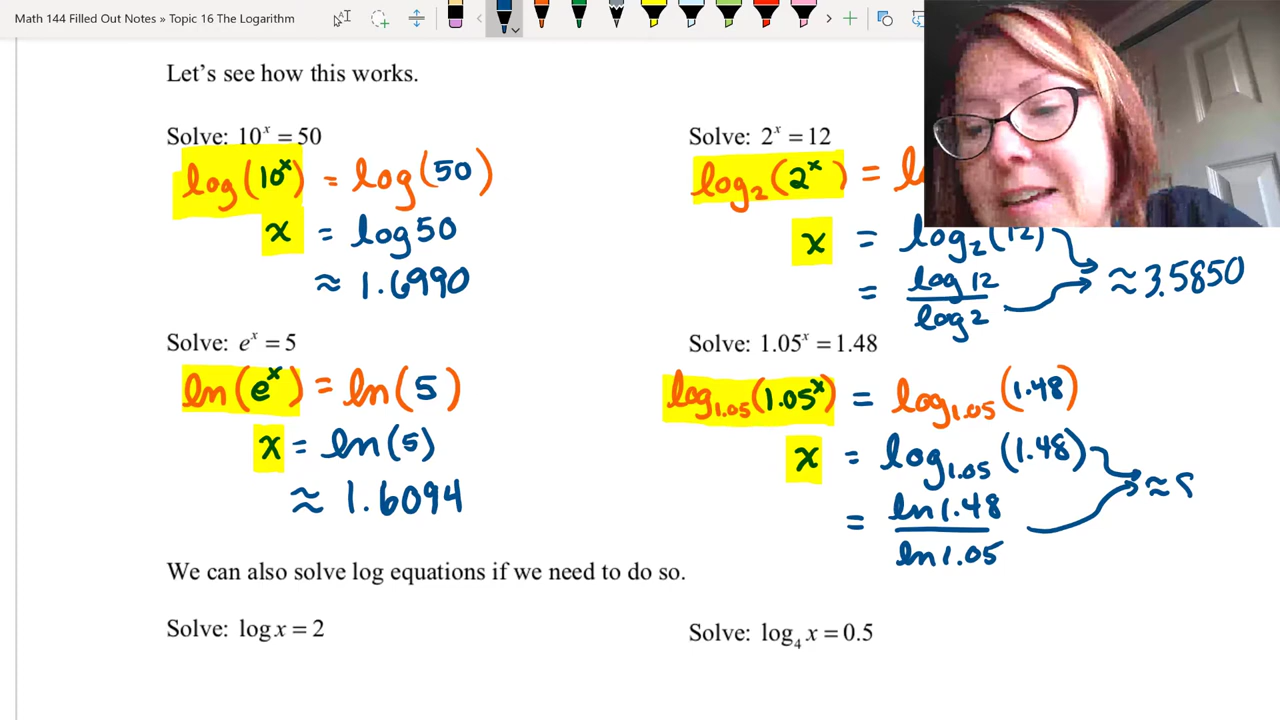 Math 144 Filled Out Notes » Topic 16 The Logarithm
Let's see how this works.
Solve: 10^x = 50
log(10^x) = log(50)
x = log 50
≈ 1.6990
Solve: 2^x = 12
log₂(2^x) =
x = log₂(12)
= log 12 / log 2
≈ 3.5850
Solve: e^x = 5
ln(e^x) = ln(5)
x = ln(5)
≈ 1.6094
Solve: 1.05^x = 1.48
log₁.₀₅(1.05^x) = log₁.₀₅(1.48)
x = log₁.₀₅(1.48)
= ln 1.48 / ln 1.05
≈
We can also solve log equations if we need to do so.
Solve: log x = 2
Solve: log₄ x = 0.5